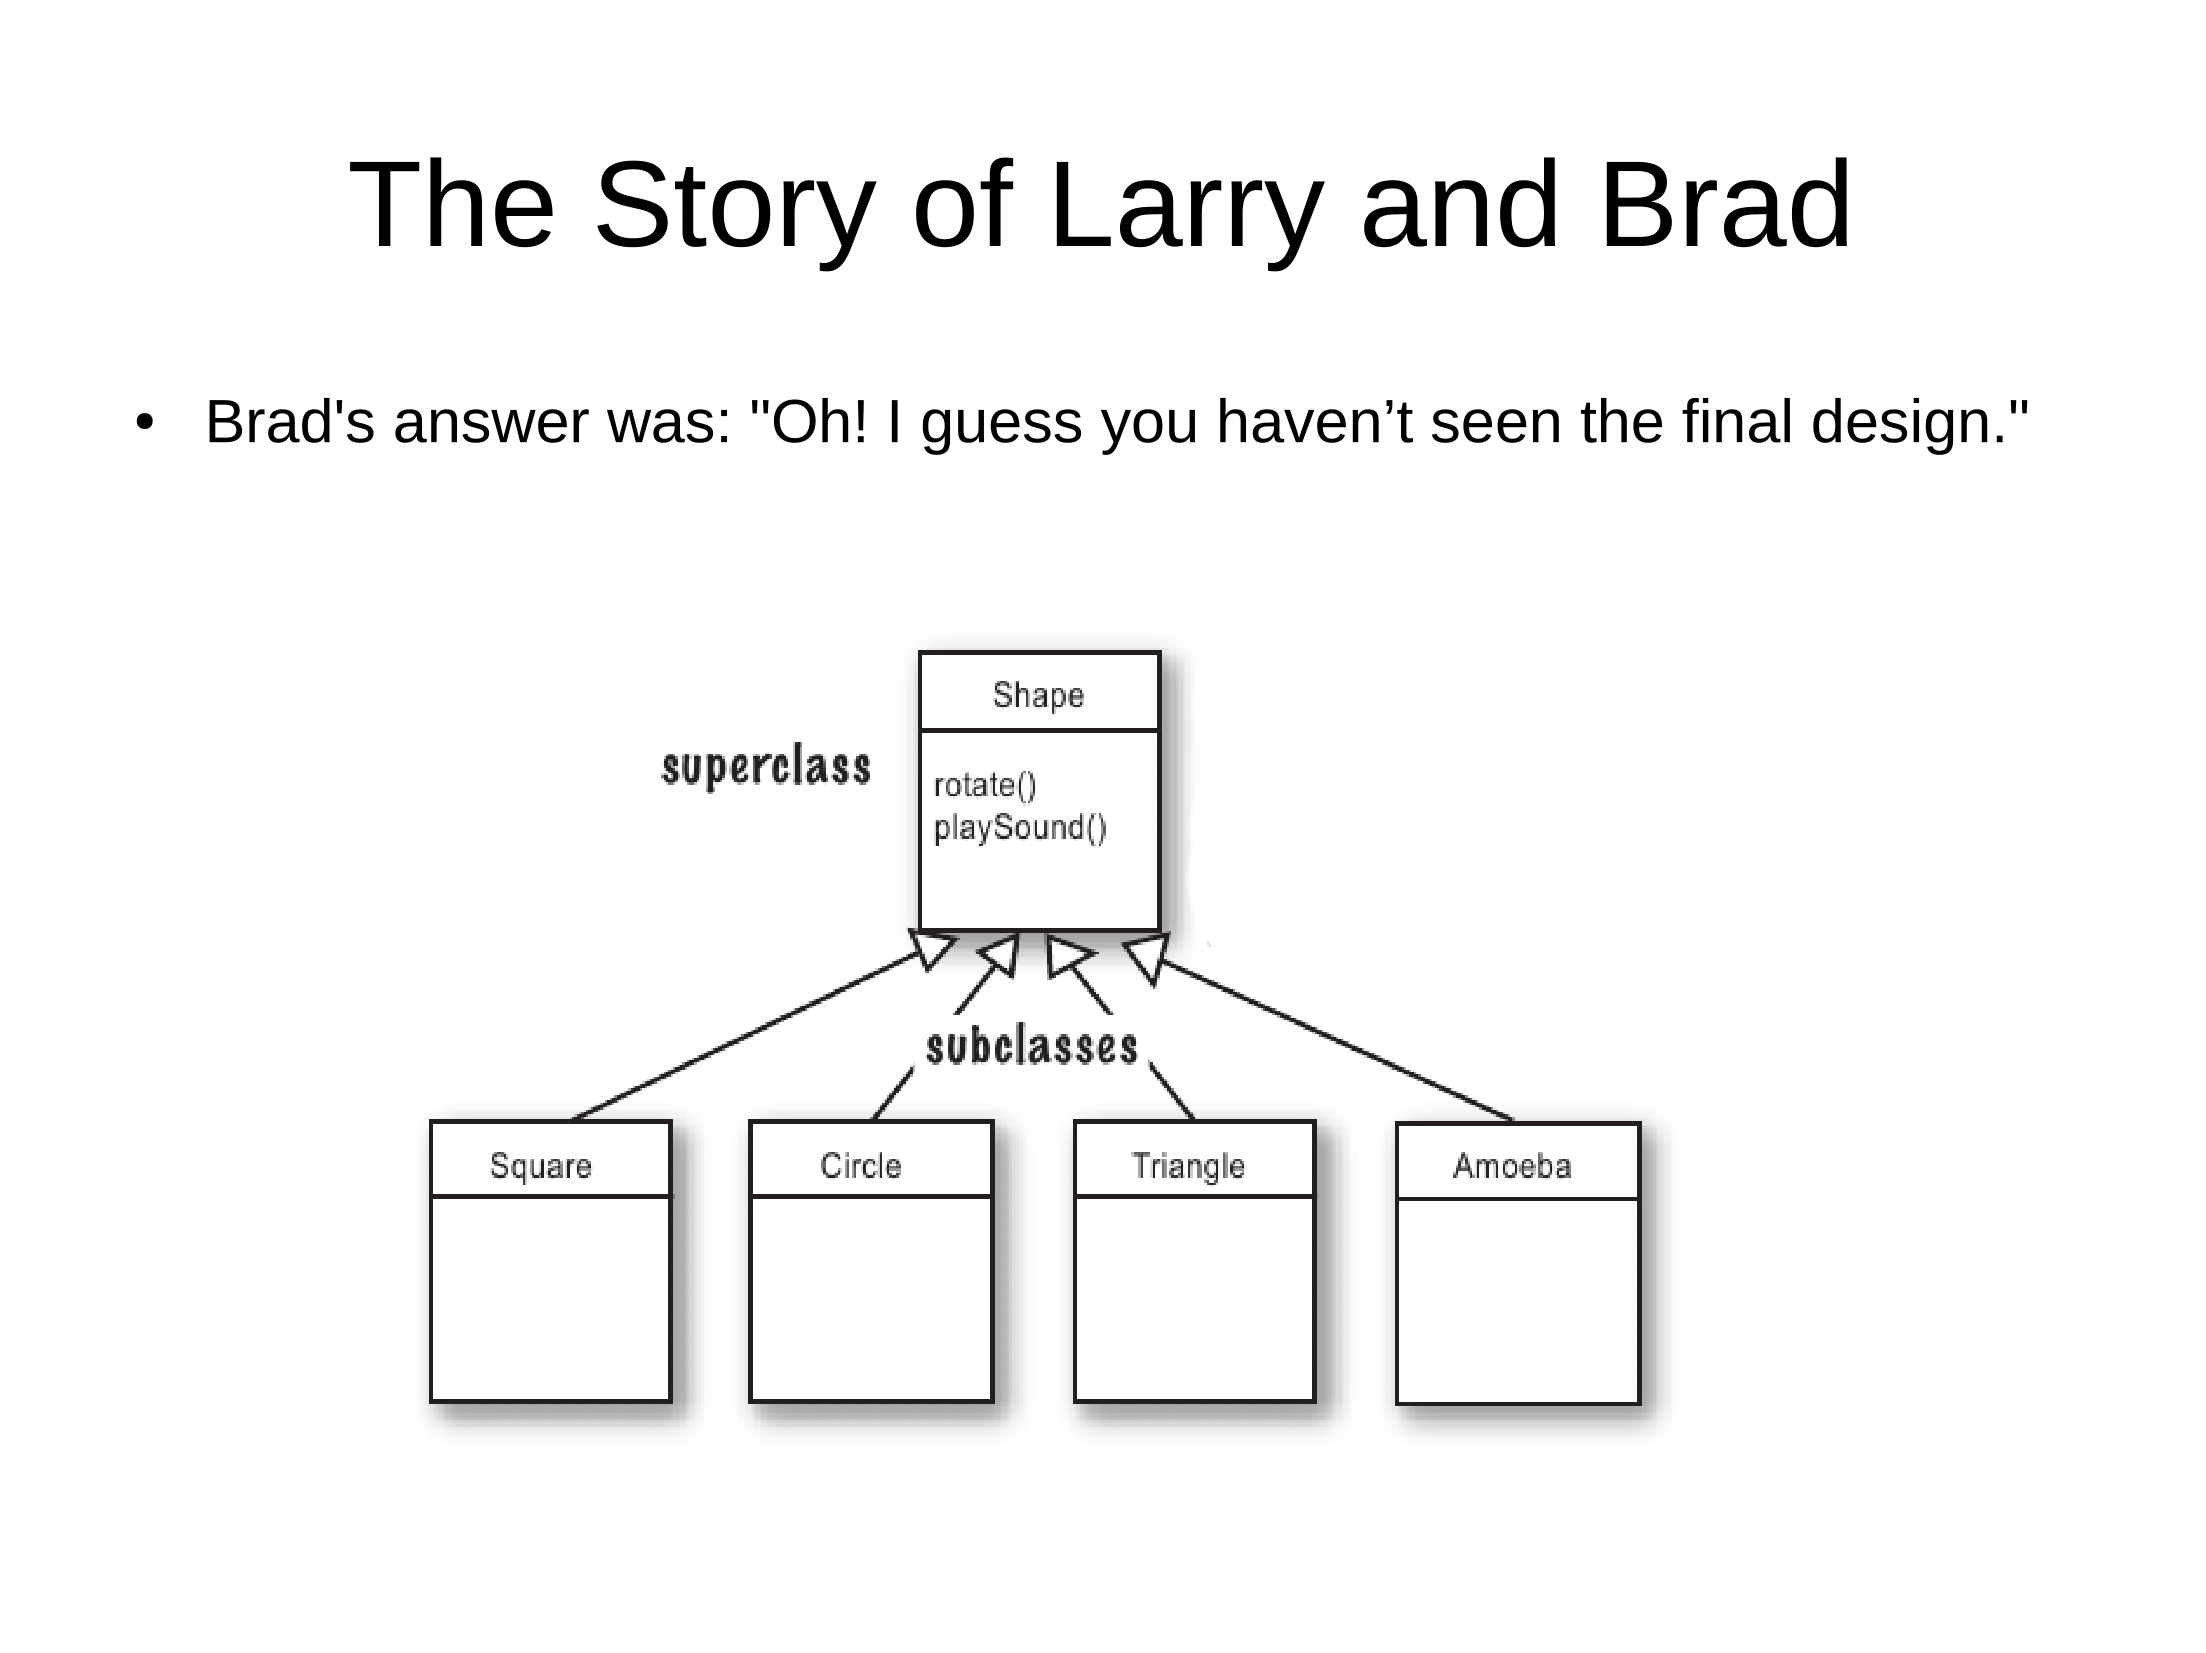 The Story of Larry and Brad
• Brad's answer was: "Oh! I guess you haven’t seen the final design."
Shape
superclass
rotate()
playSound()
subclasses
Square
Circle
Triangle
Amoeba